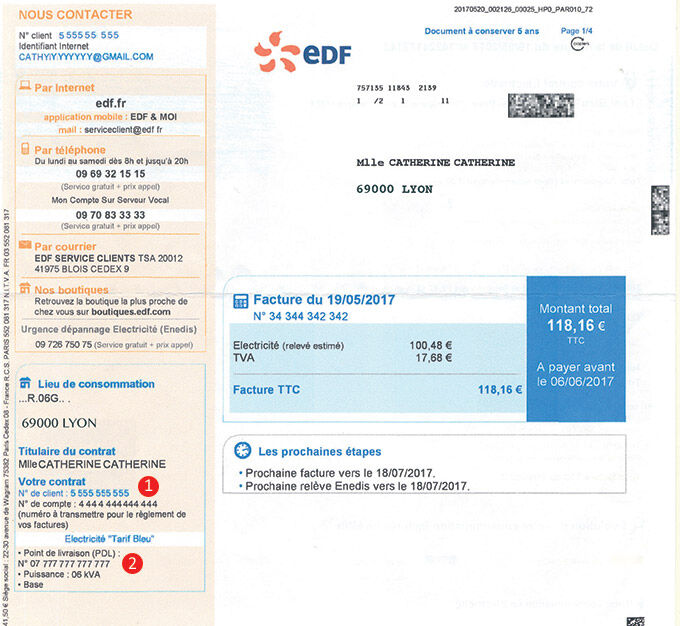 20170520_002126_00025_HP0_PAR010_72
NOUS CONTACTER
N° client : 5 55555 555
Identifiant Internet
CATHYIYYYYYY@GMAIL.COM
Par Internet
edf.fr
application mobile : EDF & MOI
mail : serviceclient@edf fr
Par téléphone
Du lundi au samedi dès 8h et jusqu'à 20h
09 69 32 15 15
(Service gratuit + prix appel)
Mon Compte Sur Serveur Vocal
09 70 83 33 33
(Service gratuit + prix appel)
Par courrier
EDF SERVICE CLIENTS TSA 20012
41975 BLOIS CEDEX 9
Nos boutiques
Retrouvez la boutique la plus proche de
chez vous sur boutiques.edf.com
Urgence dépannage Electricité (Enedis)
09 726 750 75 (Service gratuit + prix appel)
Lieu de consommation
...R.06G.. .
69000 LYON
Titulaire du contrat
Mlle CATHERINE CATHERINE
Votre contrat
N° de client : 5 555 555 555
1
N° de compte : 4 444 444 444 444
(numéro à transmettre pour le règlement de
vos factures)
Electricité "Tarif Bleu"
• Point de livraison (PDL) :
N° 07 777 777 777 777
2
• Puissance : 06 kVA
• Base
41,50 € Siège social : 22-30 avenue de Wagram 75382 Paris Cedex 08 - France R.C.S. PARIS 552 081 317 N.I.T.V.A. FR 03 552 081 317
Document à conserver 5 ans
Page 1/4
edf
757135 11843 2139
1 /2 1 11
Mlle CATHERINE CATHERINE
69000 LYON
Facture du 19/05/2017
N° 34 344 342 342
Electricité (relevé estimé) 100,48 €
TVA 17,68 €
Facture TTC 118,16 €
Montant total
118,16 €
TTC
A payer avant
le 06/06/2017
Les prochaines étapes
• Prochaine facture vers le 18/07/2017.
• Prochaine relève Enedis vers le 18/07/2017.